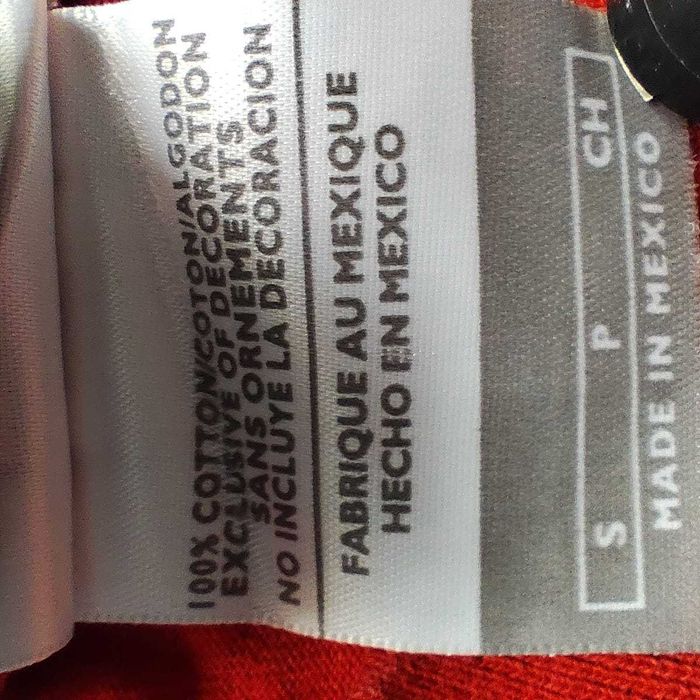 100% COTTON/COTON/ALGODON
EXCLUSIVE OF DECORATION
SANS ORNEMENTS
NO INCLUYE LA DECORACION
FABRIQUE AU MEXIQUE
HECHO EN MEXICO
S P CH
MADE IN MEXICO